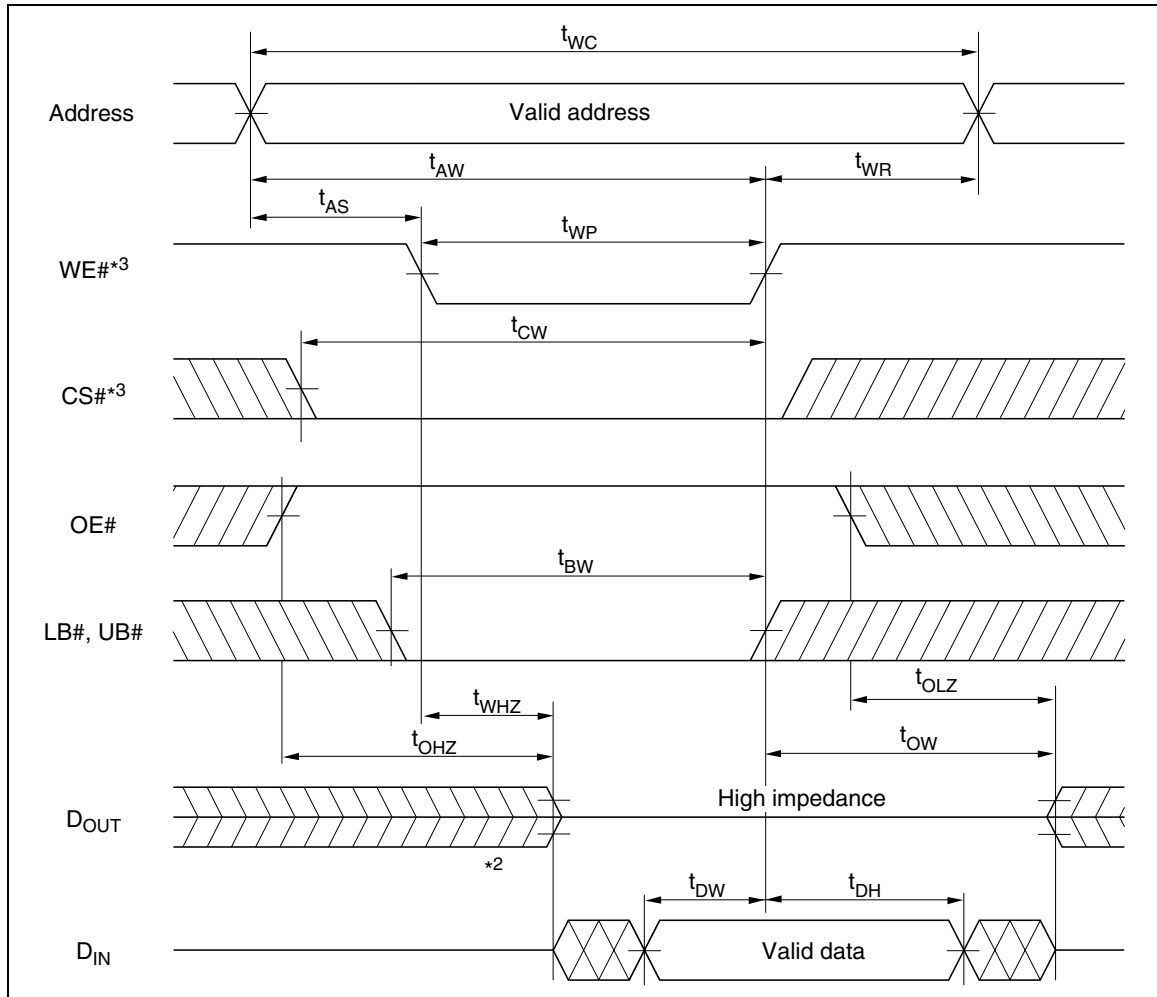 tWC
Address
Valid address
tAW
tWR
tAS
tWP
WE#*3
tCW
CS#*3
OE#
tBW
LB#, UB#
tOLZ
tWHZ
tOHZ
tOW
High impedance
DOUT
*2
tDW
tDH
DIN
Valid data